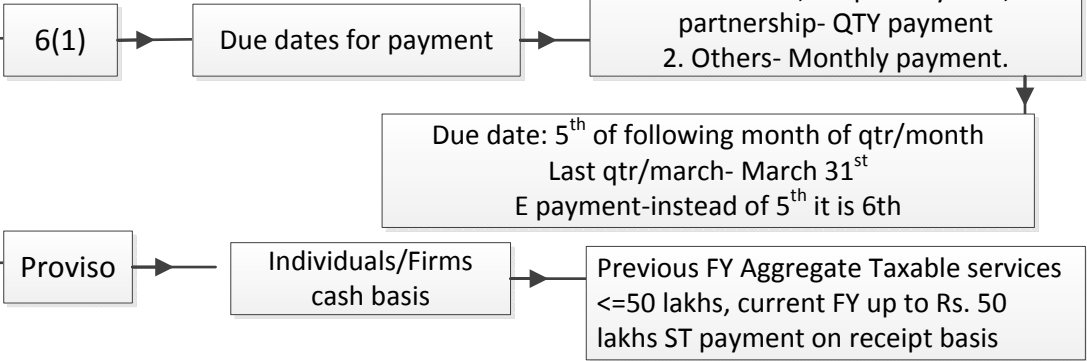 6(1)
Due dates for payment
partnership- QTY payment
2. Others- Monthly payment.
Due date: 5th of following month of qtr/month
Last qtr/march- March 31st
E payment-instead of 5th it is 6th
Proviso
Individuals/Firms
cash basis
Previous FY Aggregate Taxable services
<=50 lakhs, current FY up to Rs. 50
lakhs ST payment on receipt basis